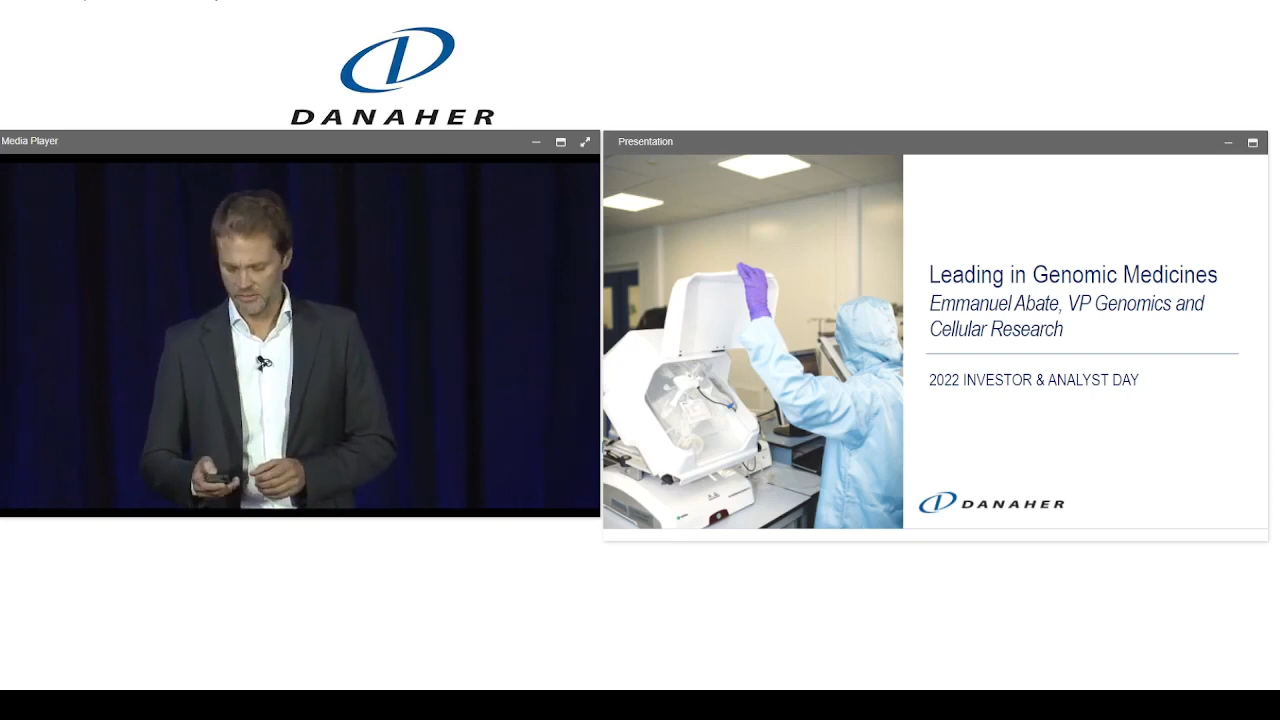 DANAHER
Media Player
Presentation
Leading in Genomic Medicines
Emmanuel Abate, VP Genomics and
Cellular Research
2022 INVESTOR & ANALYST DAY
DANAHER